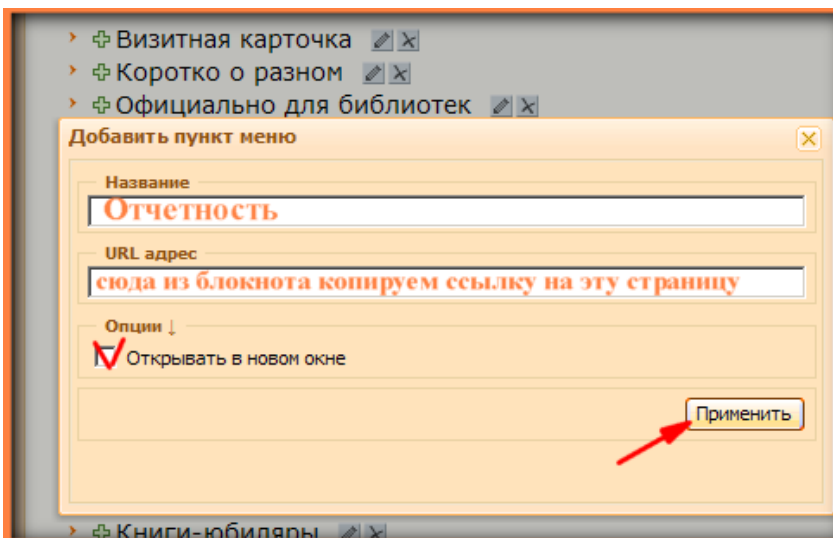 Визитная карточка
Коротко о разном
Официально для библиотек
Добавить пункт меню
Название
Отчетность
URL адрес
сюда из блокнота копируем ссылку на эту страницу
Опции ↓
Открывать в новом окне
Применить
Книги-юбиляры